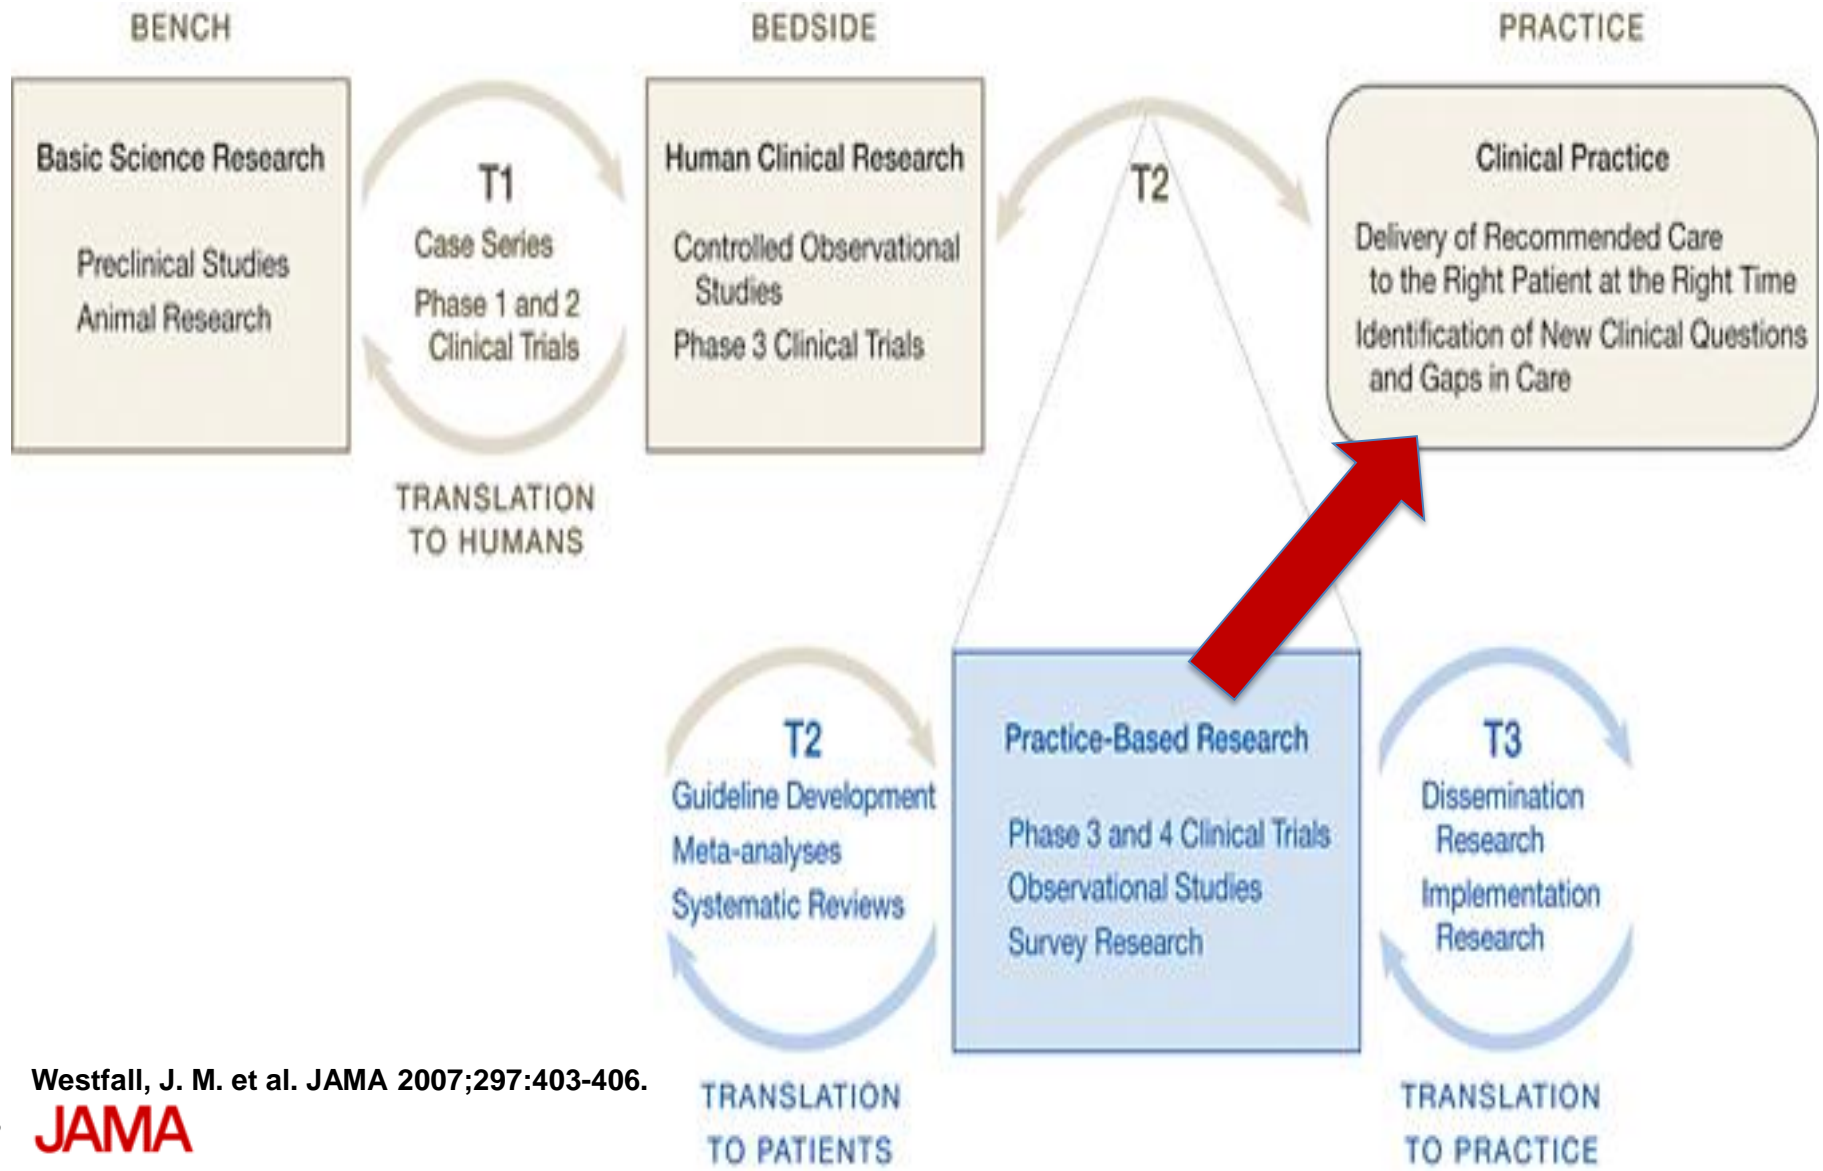 BENCH
BEDSIDE
PRACTICE
Basic Science Research
Preclinical Studies
Animal Research
T1
Case Series
Phase 1 and 2
Clinical Trials
TRANSLATION
TO HUMANS
Human Clinical Research
Controlled Observational
Studies
Phase 3 Clinical Trials
T2
Clinical Practice
Delivery of Recommended Care
to the Right Patient at the Right Time
Identification of New Clinical Questions
and Gaps in Care
T2
Guideline Development
Meta-analyses
Systematic Reviews
TRANSLATION
TO PATIENTS
Practice-Based Research
Phase 3 and 4 Clinical Trials
Observational Studies
Survey Research
T3
Dissemination
Research
Implementation
Research
TRANSLATION
TO PRACTICE
Westfall, J. M. et al. JAMA 2007;297:403-406.
JAMA